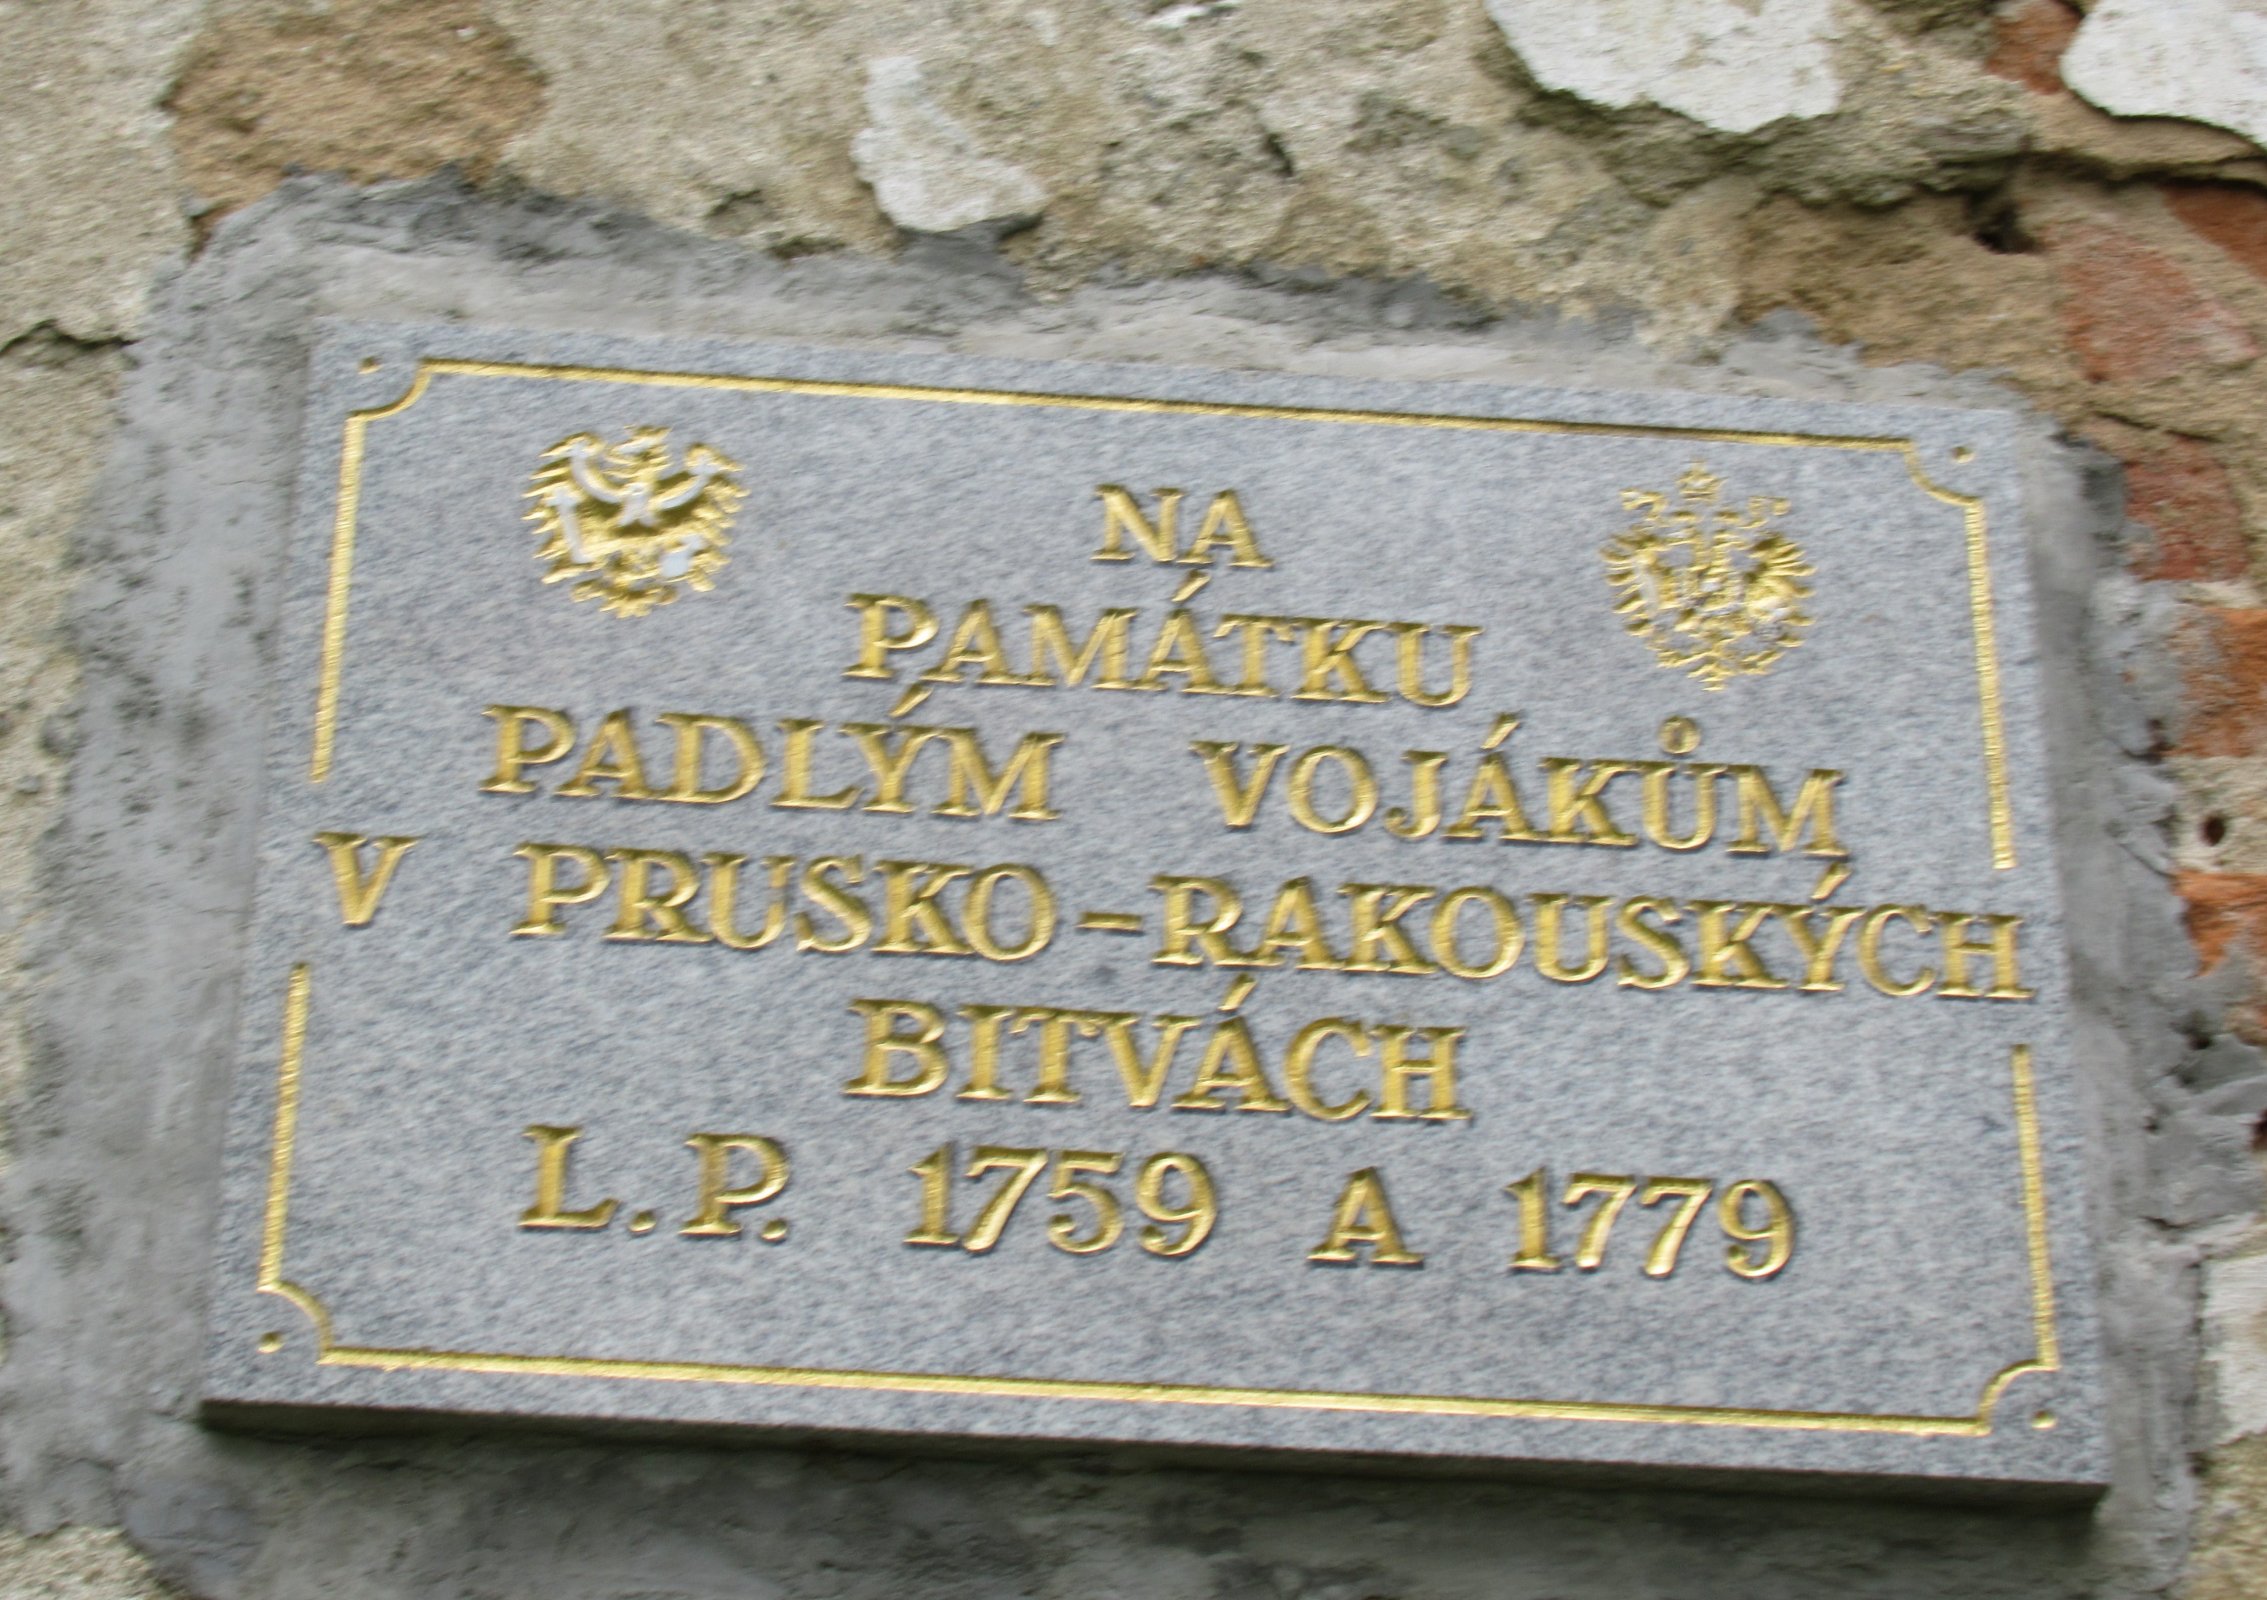 NA
PAMÁTKU
PADLÝM VOJÁKŮM
V PRUSKO-RAKOUSKÝCH
BITVÁCH
L.P. 1759 A 1779